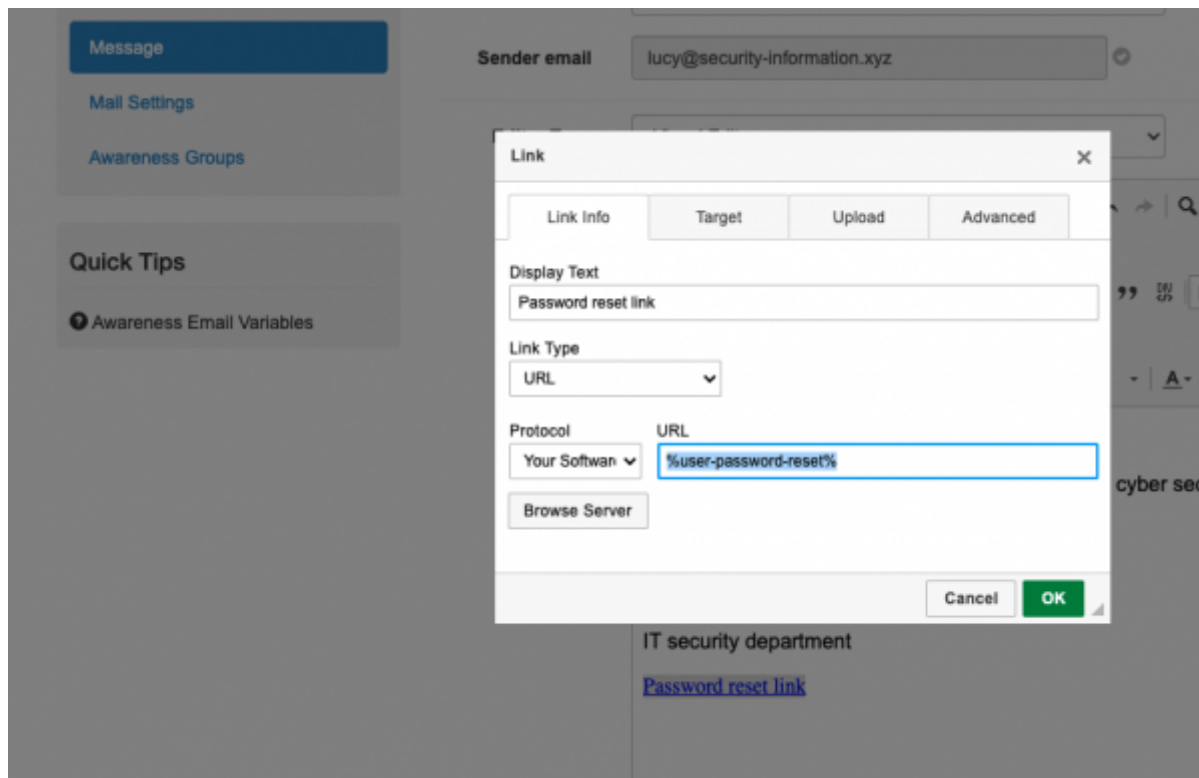 Message
Mail Settings
Awareness Groups
Quick Tips
Awareness Email Variables
Sender email
lucy@security-information.xyz
Link
Link Info
Target
Upload
Advanced
Display Text
Password reset link
Link Type
URL
Protocol
URL
Your Softwar
%user-password-reset%
Browse Server
Cancel
OK
cyber sec
IT security department
Password reset link